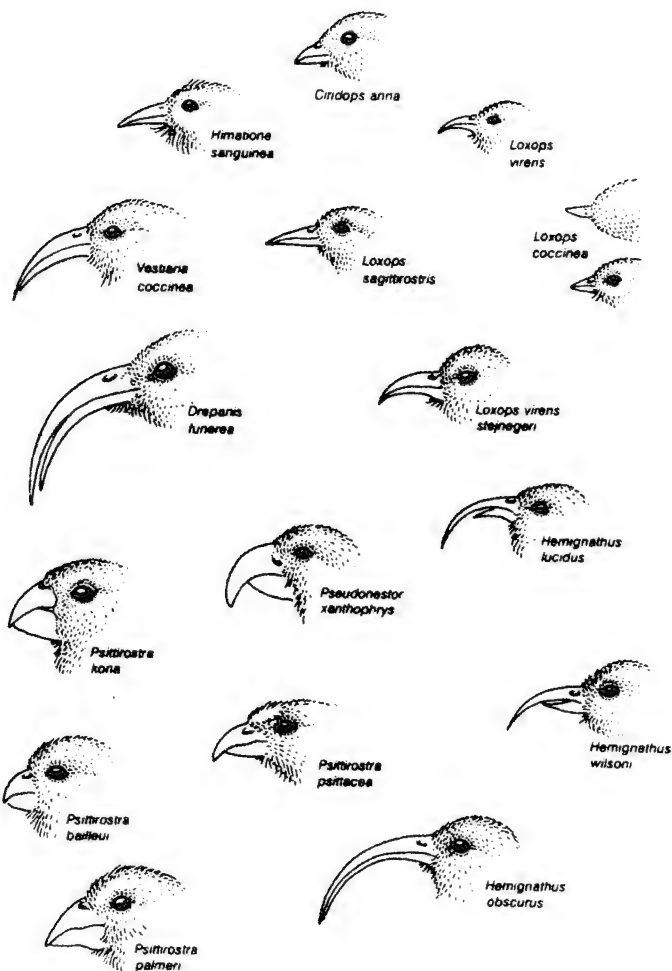 Ciridops anna
Himatione
sanguinea
Loxops
virens
Vestiaria
coccinea
Loxops
sagittirostris
Loxops
coccinea
Drepanis
funerea
Loxops virens
stejnegeri
Hemignathus
lucidus
Pseudonestor
xanthophrys
Psittirostra
kona
Psittirostra
psittacea
Hemignathus
wilsoni
Psittirostra
bailleui
Hemignathus
obscurus
Psittirostra
palmeri